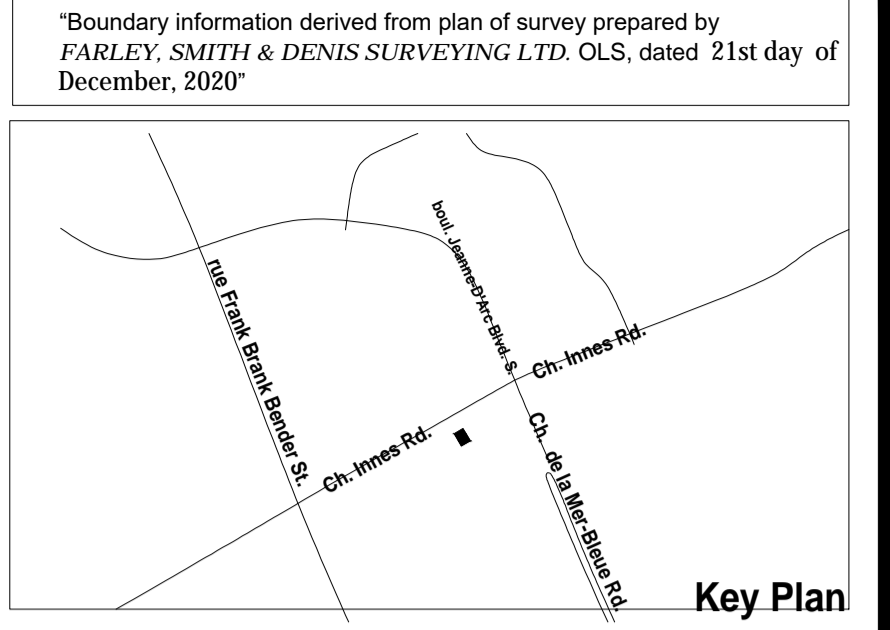 “Boundary information derived from plan of survey prepared by
FARLEY, SMITH & DENIS SURVEYING LTD. OLS, dated 21st day of
December, 2020”
boul. Jeanne-D'Arc Blvd. S.
rue Frank Brank Bender St.
Ch. Innes Rd.
Ch. Innes Rd.
Ch. de la Mer-Bleue Rd.
Key Plan